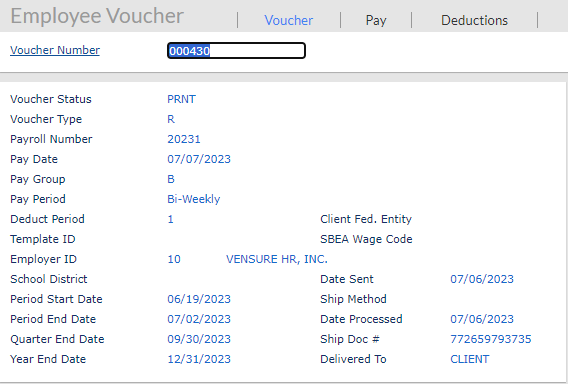 Employee Voucher | Voucher | Pay | Deductions |
Voucher Number 000430
Voucher Status PRNT
Voucher Type R
Payroll Number 20231
Pay Date 07/07/2023
Pay Group B
Pay Period Bi-Weekly
Deduct Period 1 Client Fed. Entity
Template ID SBEA Wage Code
Employer ID 10 VENSURE HR, INC.
School District Date Sent 07/06/2023
Period Start Date 06/19/2023 Ship Method
Period End Date 07/02/2023 Date Processed 07/06/2023
Quarter End Date 09/30/2023 Ship Doc # 772659793735
Year End Date 12/31/2023 Delivered To CLIENT